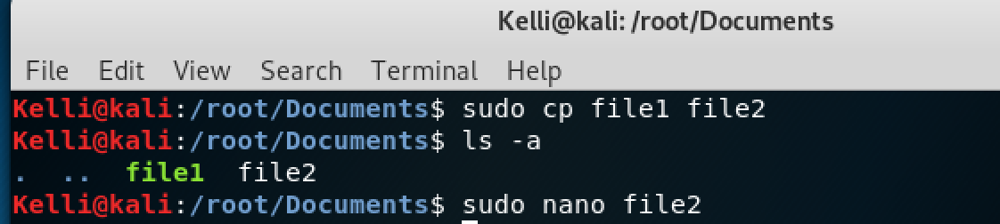 Kelli@kali: /root/Documents
File Edit View Search Terminal Help
Kelli@kali:/root/Documents$ sudo cp file1 file2
Kelli@kali:/root/Documents$ ls -a
. .. file1 file2
Kelli@kali:/root/Documents$ sudo nano file2